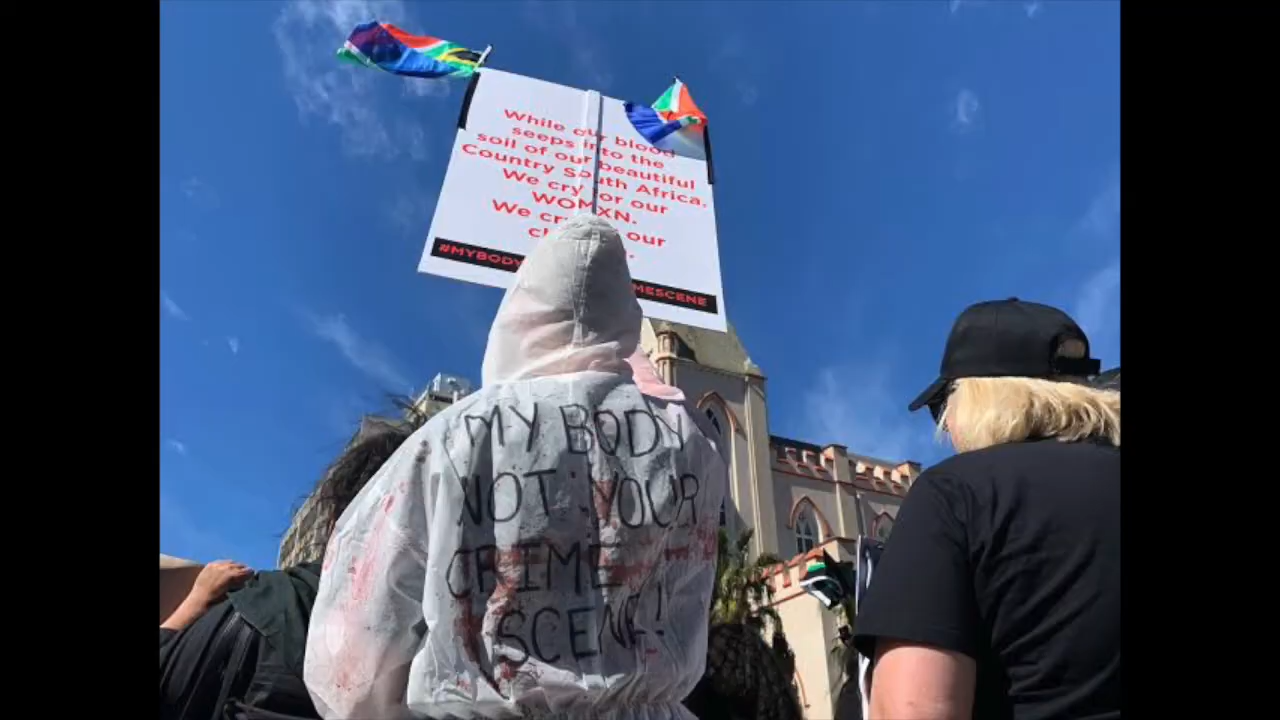 While our blood
seeps into the
soil of our beautiful
Country South Africa.
We cry for our
WOMXN.
We cry our
#MYBODY MESCENE
MY BODY
NOT YOUR
CRIME
SCENE!